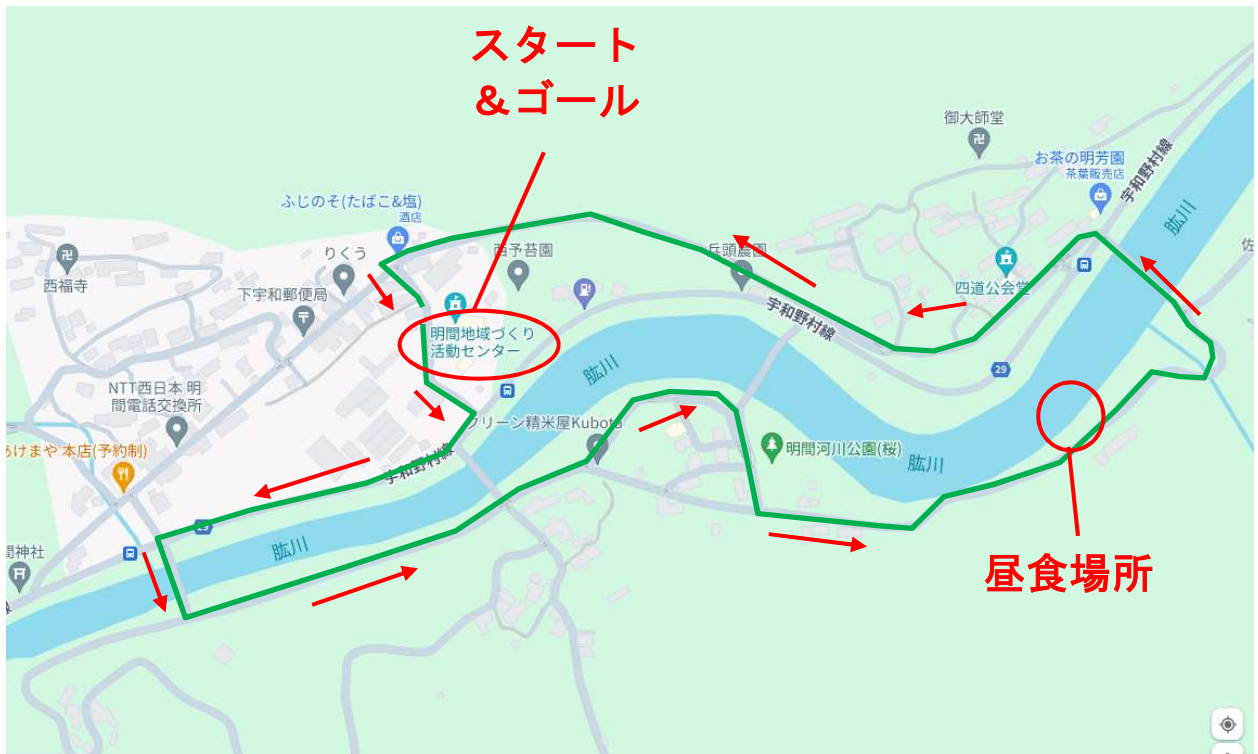 スタート
&ゴール
御大師堂
お茶の明芳園
茶葉販売店
宇和野村線
肱川
ふじのそ(たばこ&塩)
酒店
りくう
西予苔園
兵頭農園
西福寺
下宇和郵便局
四道公会堂
宇和野村線
明間地域づくり
活動センター
肱川
29
NTT西日本 明
間電話交換所
クリーン精米屋Kubota
明間河川公園(桜)
肱川
あけまや 本店(予約制)
宇和野村線
29
肱川
間神社
昼食場所
佐